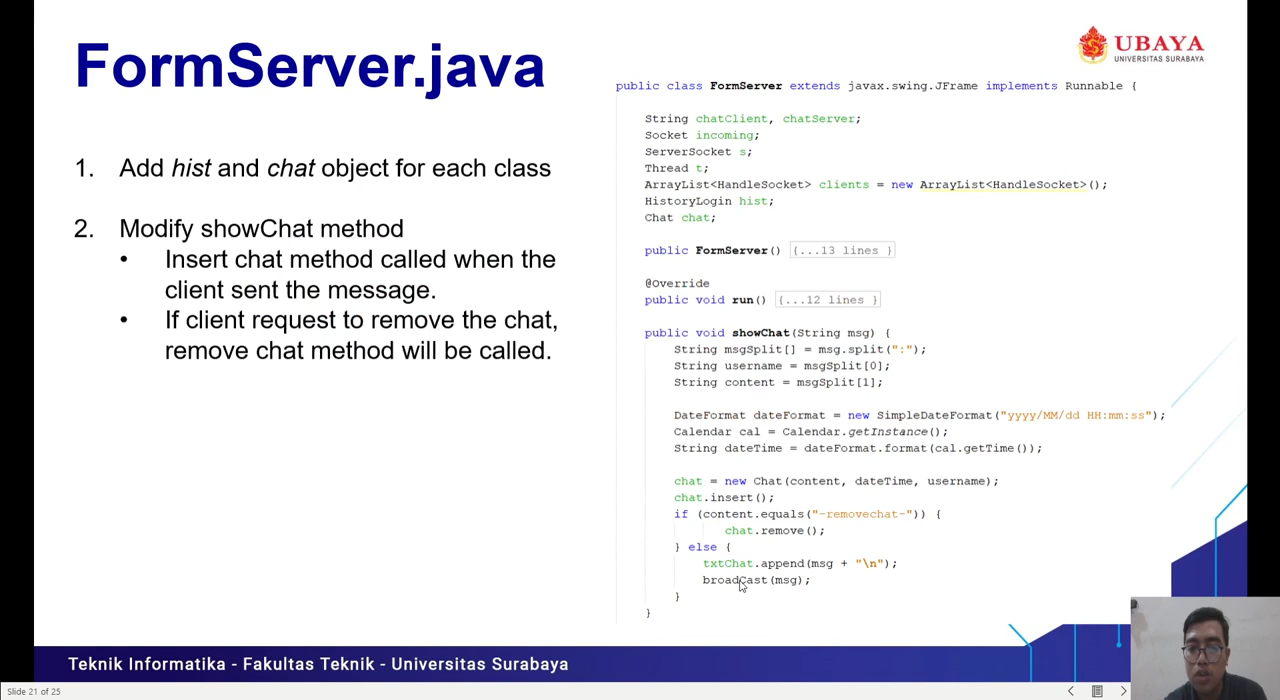 FormServer.java
UBAYA
UNIVERSITAS SURABAYA
1. Add hist and chat object for each class
2. Modify showChat method
• Insert chat method called when the
client sent the message.
• If client request to remove the chat,
remove chat method will be called.
public class FormServer extends javax.swing.JFrame implements Runnable {
String chatClient, chatServer;
Socket incoming;
ServerSocket s;
Thread t;
ArrayList<HandleSocket> clients = new ArrayList<HandleSocket>();
HistoryLogin hist;
Chat chat;
public FormServer() {...13 lines }
@Override
public void run() {...12 lines }
public void showChat(String msg) {
String msgSplit[] = msg.split(":");
String username = msgSplit[0];
String content = msgSplit[1];
DateFormat dateFormat = new SimpleDateFormat("yyyy/MM/dd HH:mm:ss");
Calendar cal = Calendar.getInstance();
String dateTime = dateFormat.format(cal.getTime());
chat = new Chat(content, dateTime, username);
chat.insert();
if (content.equals("-removechat-")) {
chat.remove();
} else {
txtChat.append(msg + "\n");
broadCast(msg);
}
}
Teknik Informatika - Fakultas Teknik - Universitas Surabaya
Slide 21 of 25